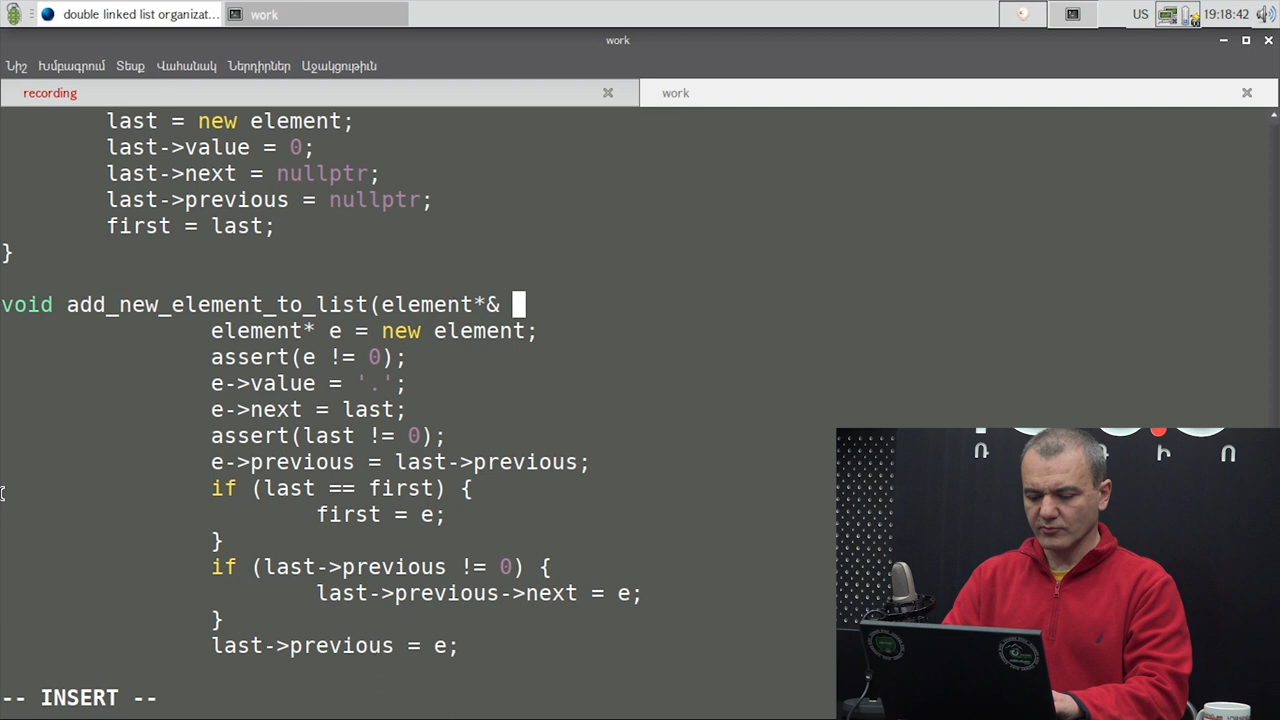 double linked list organizat...
work
US
19:18:42
work
Նիշ Խմբագրում Տեսք Վահանակ Ներդիրներ Աջակցութիւն
recording
work
last = new element;
last->value = 0;
last->next = nullptr;
last->previous = nullptr;
first = last;
}
void add_new_element_to_list(element*&
element* e = new element;
assert(e != 0);
e->value = '.';
e->next = last;
assert(last != 0);
e->previous = last->previous;
if (last == first) {
first = e;
}
if (last->previous != 0) {
last->previous->next = e;
}
last->previous = e;
-- INSERT --
Ռ Ի Օ